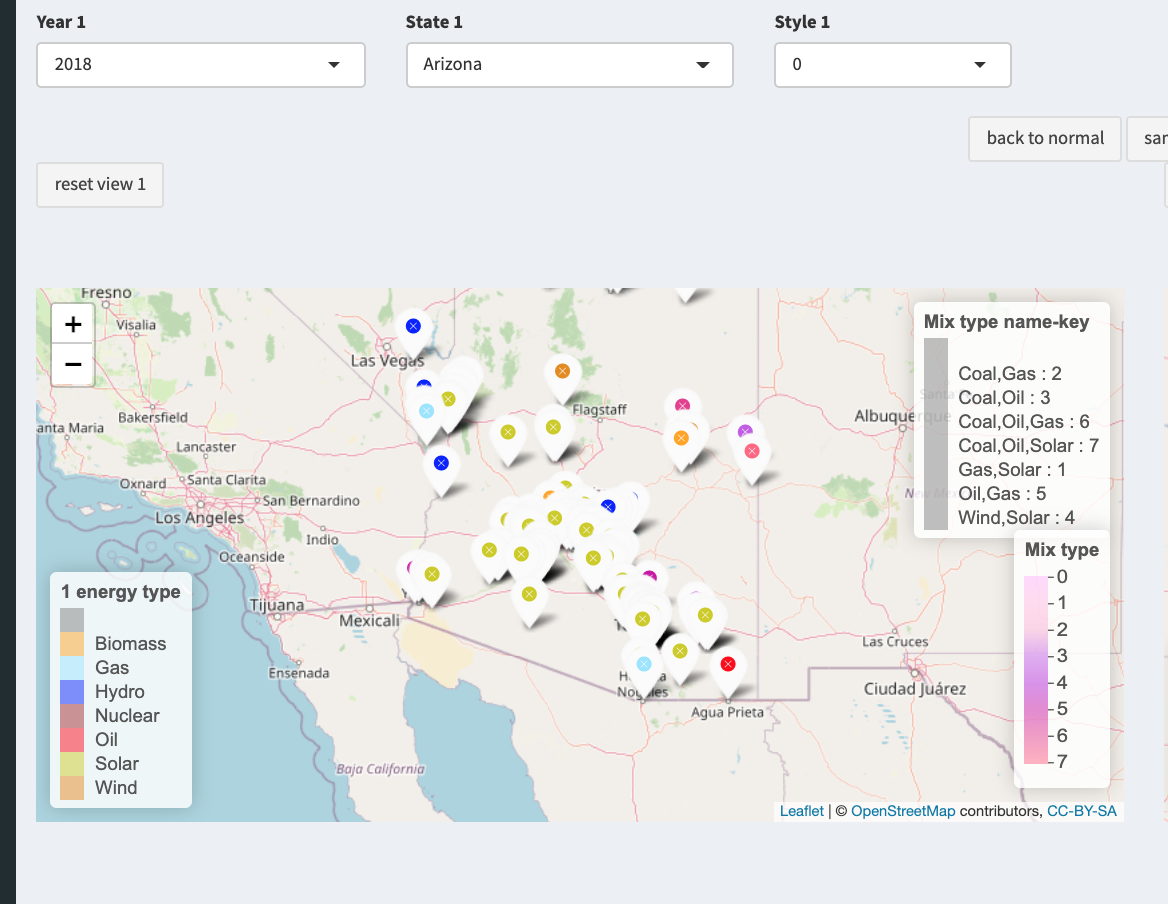 Year 1
State 1
Style 1
2018
Arizona
0
back to normal
reset view 1
+
−
Fresno
Visalia
Las Vegas
Bakersfield
Flagstaff
anta Maria
Lancaster
Oxnard
Santa Clarita
San Bernardino
Los Angeles
Indio
Oceanside
Tijuana
Mexicali
Ensenada
Nogales
Agua Prieta
Baja California
Albuquerque
Las Cruces
Ciudad Juárez
Mix type name-key
Coal,Gas : 2
Coal,Oil : 3
Coal,Oil,Gas : 6
Coal,Oil,Solar : 7
Gas,Solar : 1
Oil,Gas : 5
Wind,Solar : 4
Mix type
0
1
2
3
4
5
6
7
1 energy type
Biomass
Gas
Hydro
Nuclear
Oil
Solar
Wind
Leaflet | © OpenStreetMap contributors, CC-BY-SA